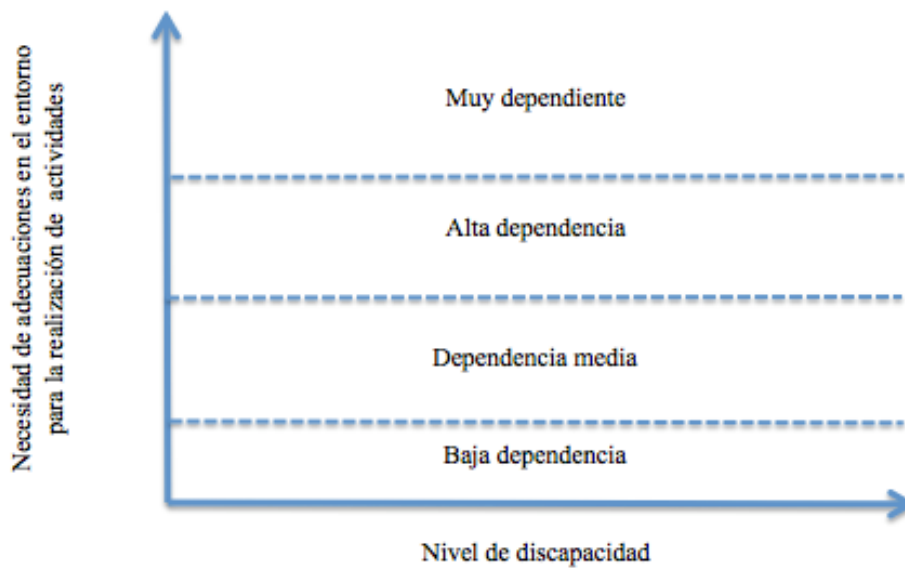 Necesidad de adecuaciones en el entorno
para la realización de actividades
Muy dependiente
Alta dependencia
Dependencia media
Baja dependencia
Nivel de discapacidad